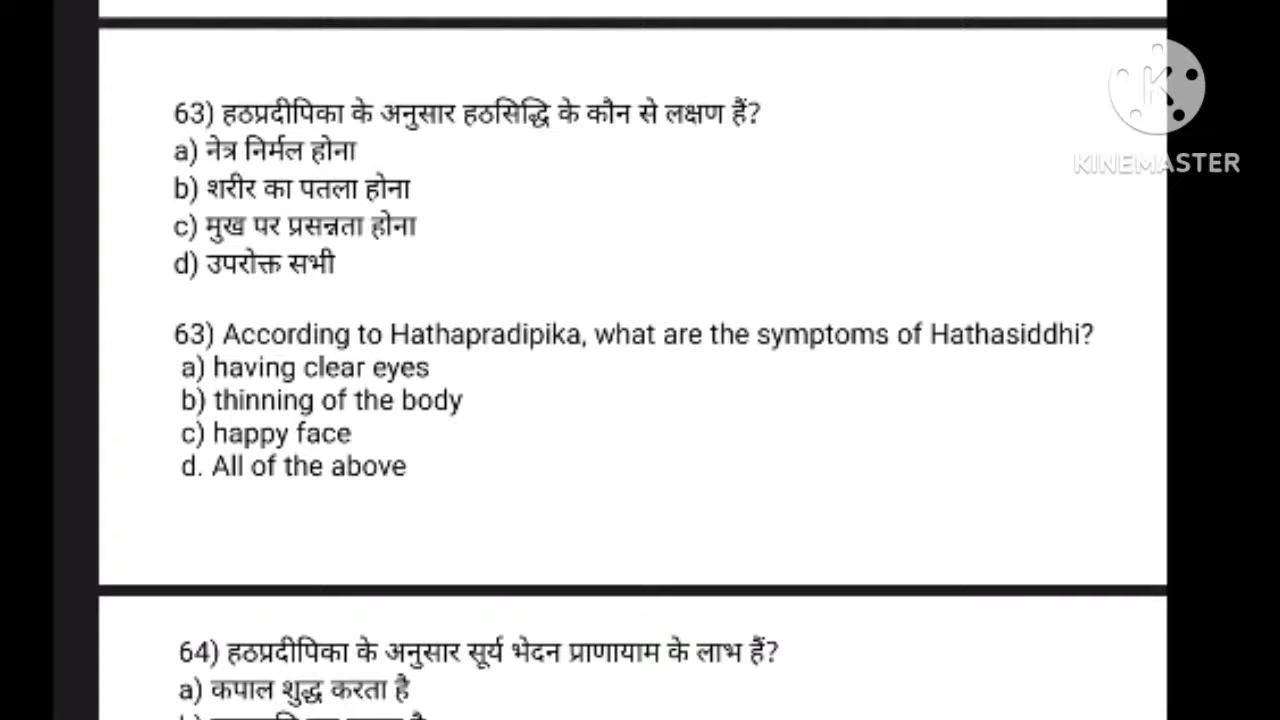 63) हठप्रदीपिका के अनुसार हठसिद्धि के कौन से लक्षण हैं?
a) नेत्र निर्मल होना
b) शरीर का पतला होना
c) मुख पर प्रसन्नता होना
d) उपरोक्त सभी
63) According to Hathapradipika, what are the symptoms of Hathasiddhi?
a) having clear eyes
b) thinning of the body
c) happy face
d. All of the above
64) हठप्रदीपिका के अनुसार सूर्य भेदन प्राणायाम के लाभ हैं?
a) कपाल शुद्ध करता है
KINEMASTER